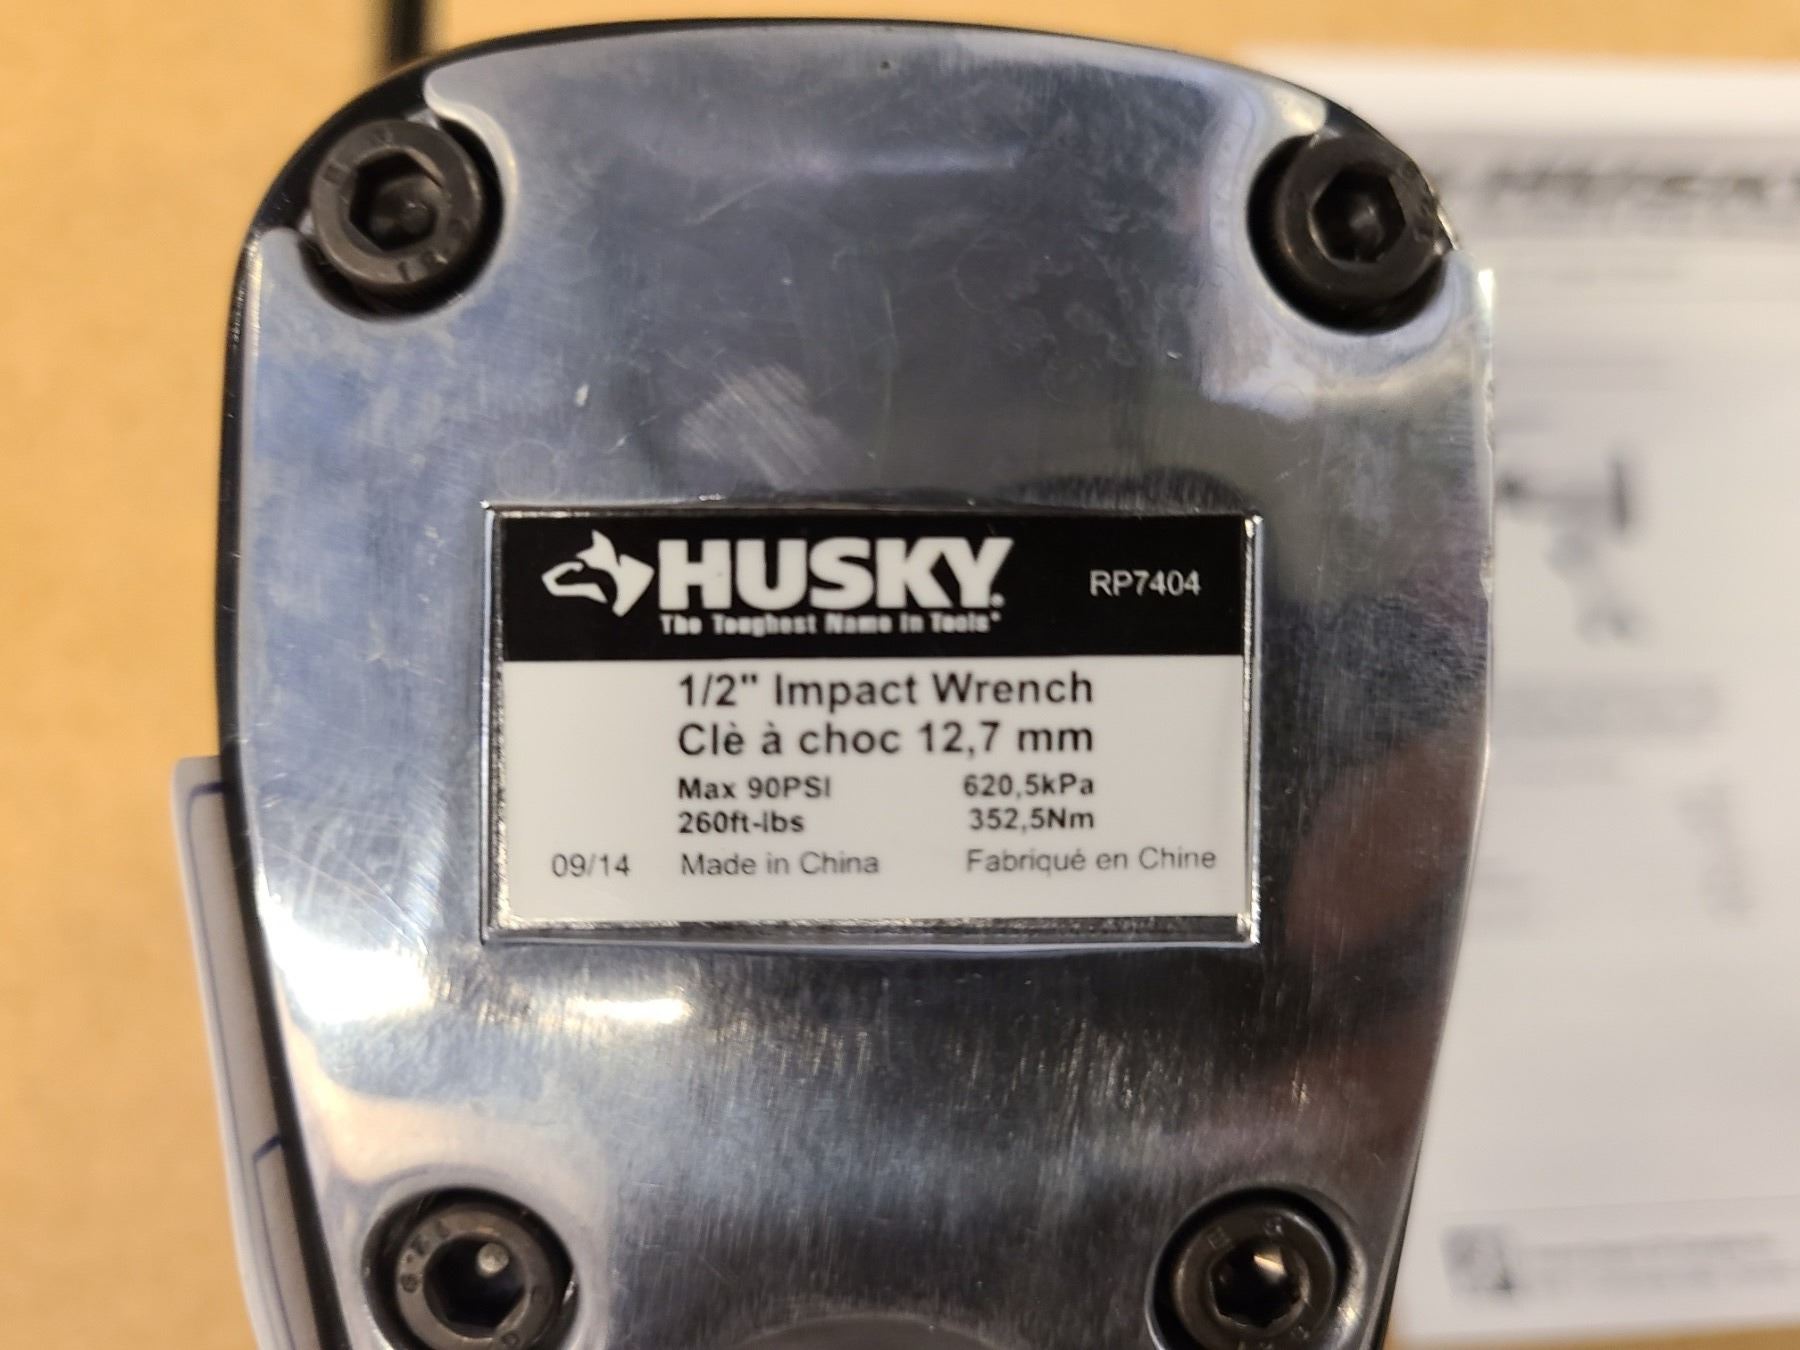 HUSKY
RP7404
The Toughest Name in Tools
1/2" Impact Wrench
Clè à choc 12,7 mm
Max 90PSI 620,5kPa
260ft-lbs 352,5Nm
09/14 Made in China Fabriqué en Chine